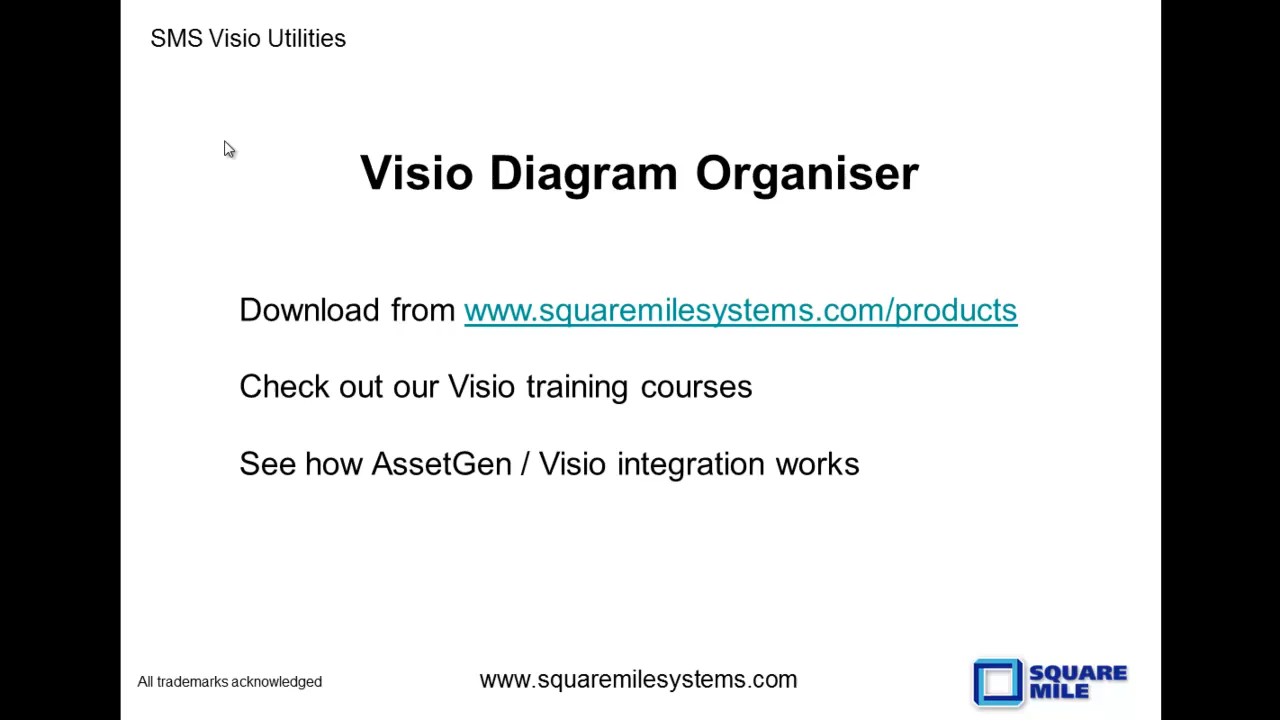 SMS Visio Utilities
Visio Diagram Organiser
Download from www.squaremilesystems.com/products
Check out our Visio training courses
See how AssetGen / Visio integration works
All trademarks acknowledged
www.squaremilesystems.com
SQUARE
MILE